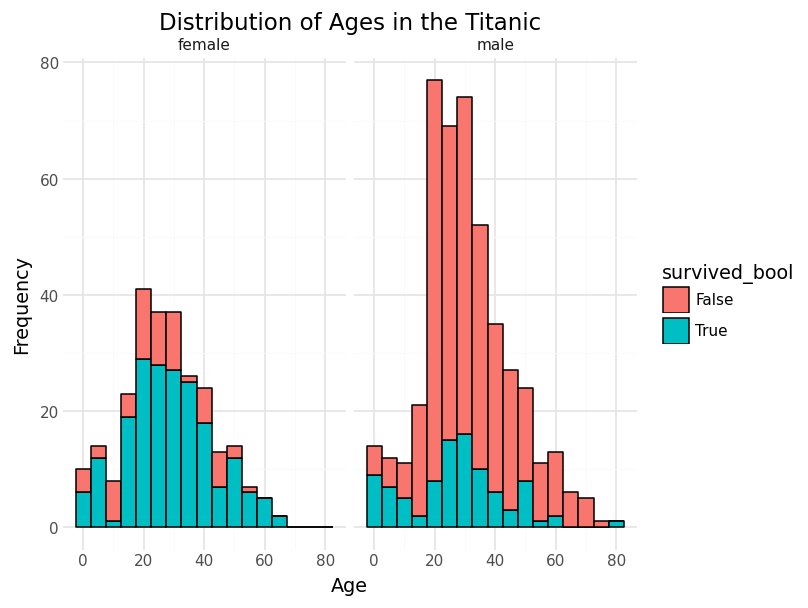 Distribution of Ages in the Titanic
female
male
80
60
40
20
0
Frequency
0 20 40 60 80
0 20 40 60 80
Age
survived_bool
False
True